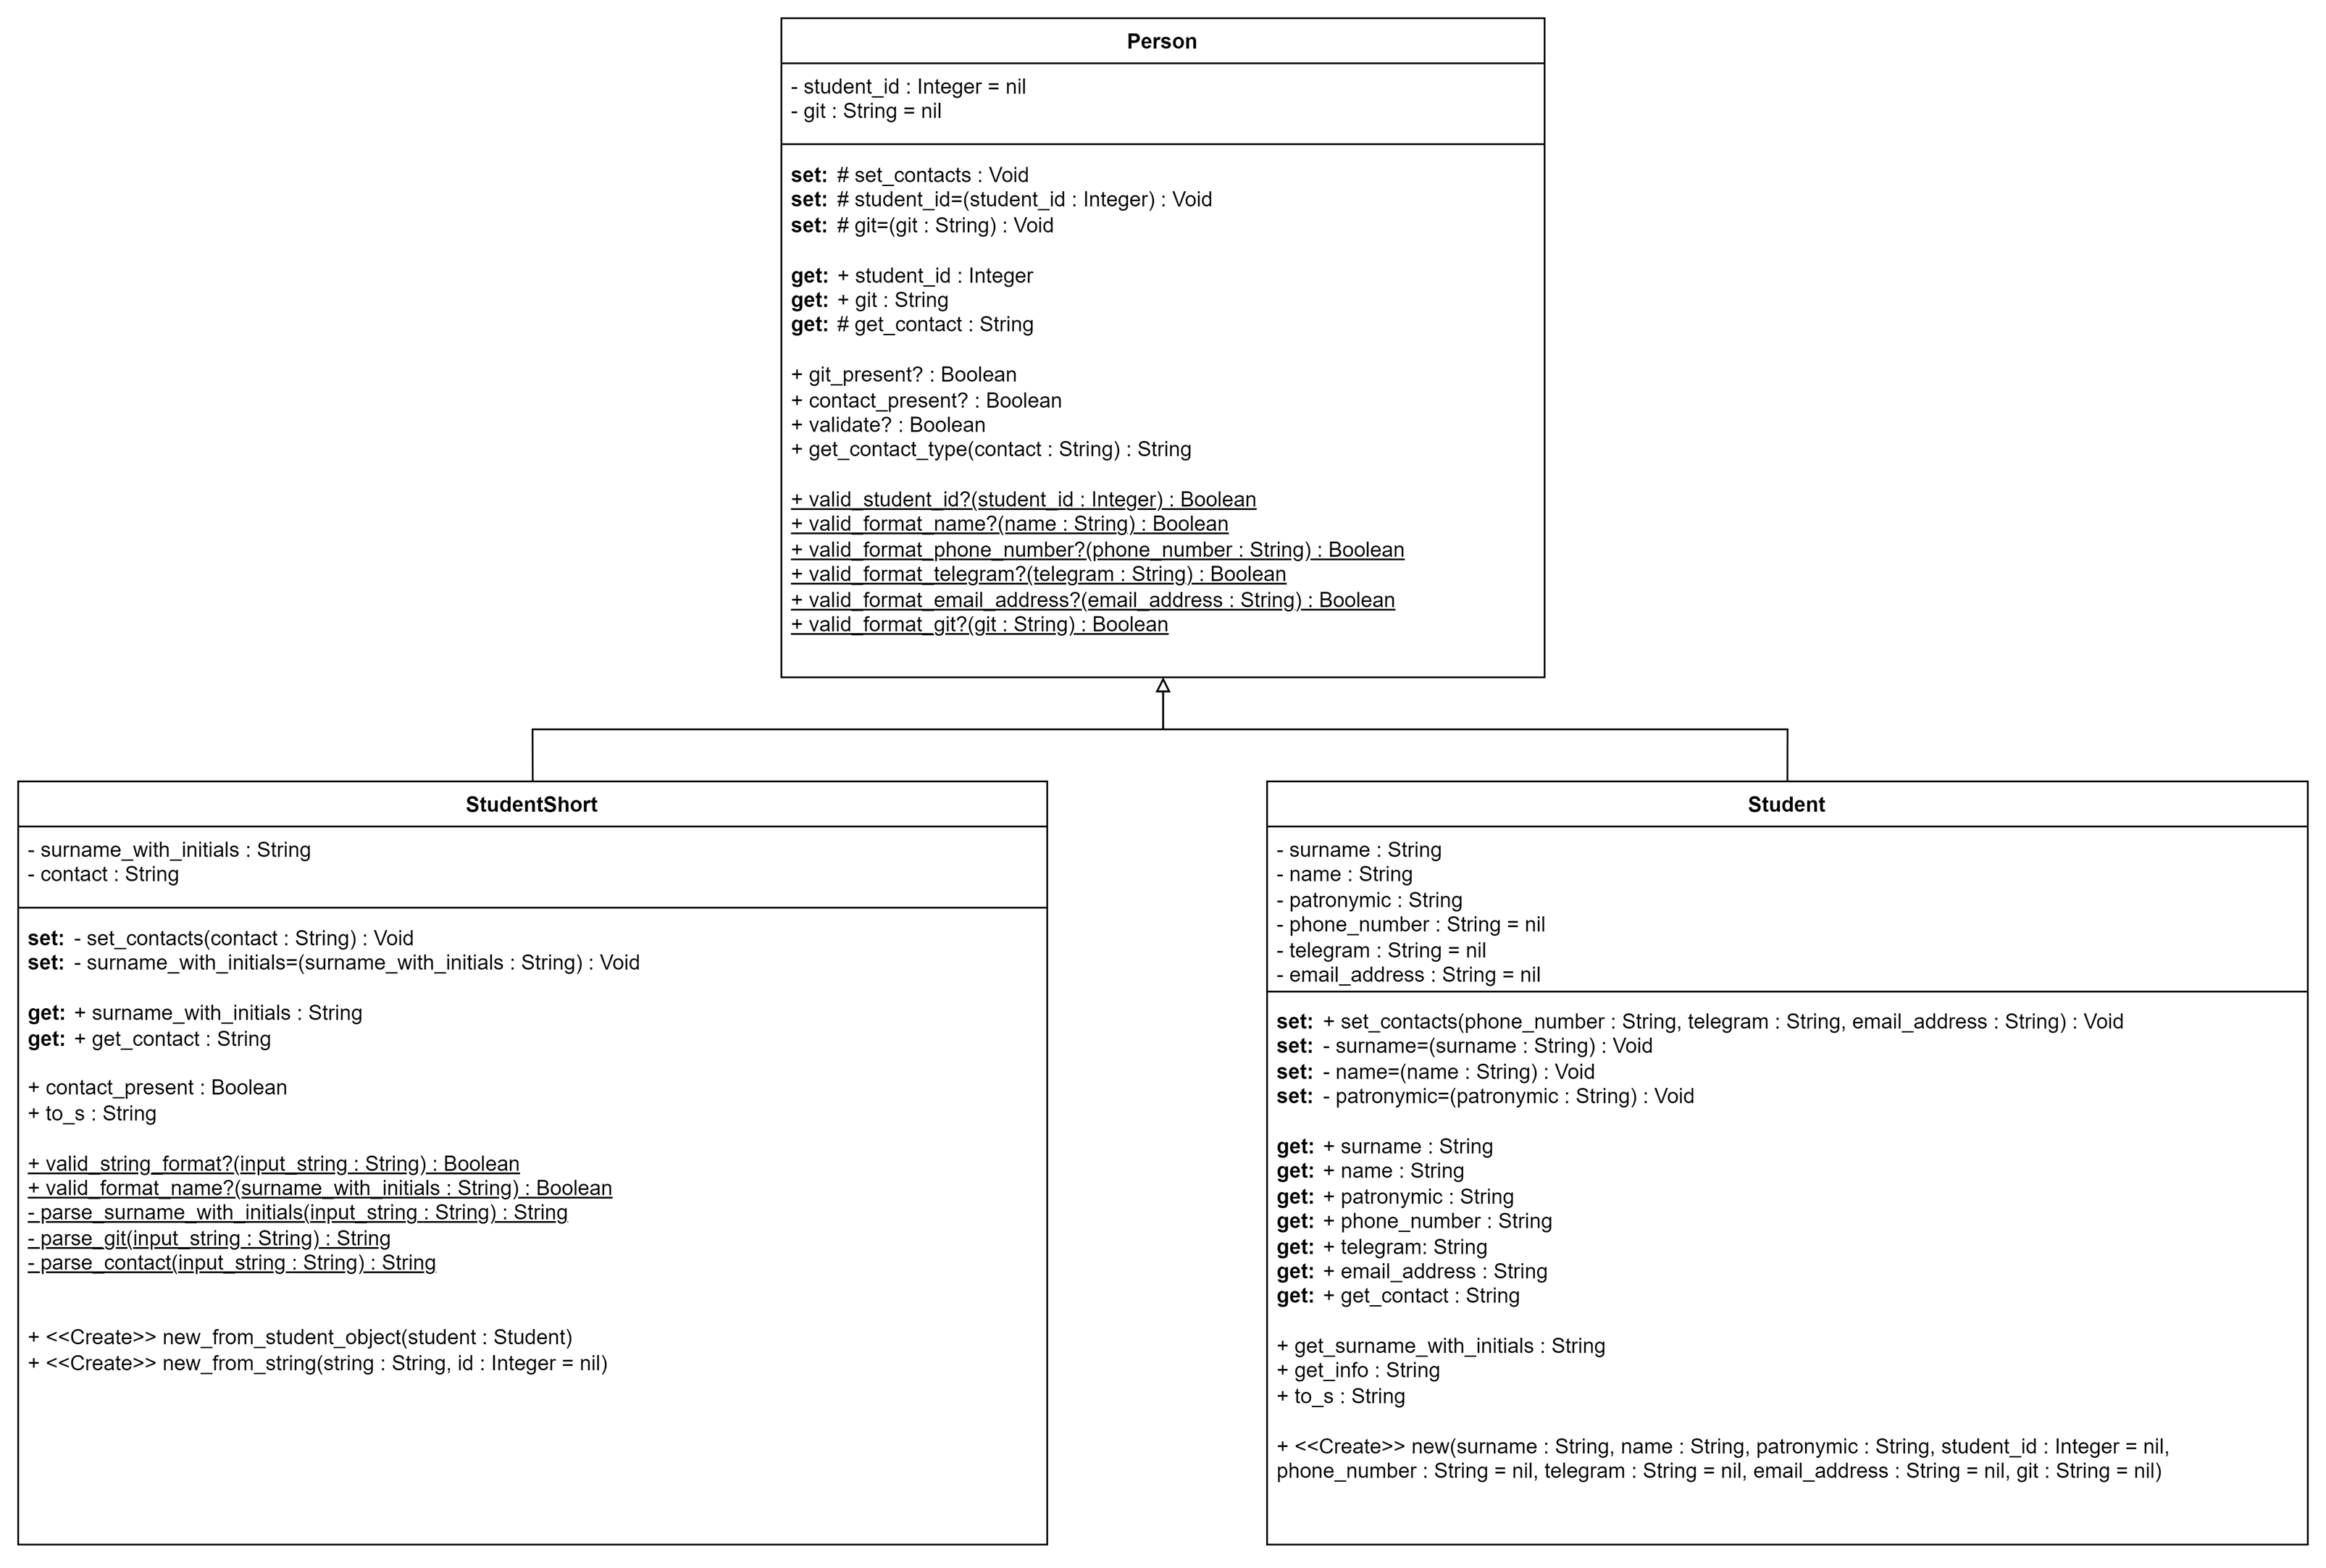 Person
- student_id : Integer = nil
- git : String = nil
set: # set_contacts : Void
set: # student_id=(student_id : Integer) : Void
set: # git=(git : String) : Void
get: + student_id : Integer
get: + git : String
get: # get_contact : String
+ git_present? : Boolean
+ contact_present? : Boolean
+ validate? : Boolean
+ get_contact_type(contact : String) : String
+ valid_student_id?(student_id : Integer) : Boolean
+ valid_format_name?(name : String) : Boolean
+ valid_format_phone_number?(phone_number : String) : Boolean
+ valid_format_telegram?(telegram : String) : Boolean
+ valid_format_email_address?(email_address : String) : Boolean
+ valid_format_git?(git : String) : Boolean
StudentShort
- surname_with_initials : String
- contact : String
set: - set_contacts(contact : String) : Void
set: - surname_with_initials=(surname_with_initials : String) : Void
get: + surname_with_initials : String
get: + get_contact : String
+ contact_present : Boolean
+ to_s : String
+ valid_string_format?(input_string : String) : Boolean
+ valid_format_name?(surname_with_initials : String) : Boolean
- parse_surname_with_initials(input_string : String) : String
- parse_git(input_string : String) : String
- parse_contact(input_string : String) : String
+ <<Create>> new_from_student_object(student : Student)
+ <<Create>> new_from_string(string : String, id : Integer = nil)
Student
- surname : String
- name : String
- patronymic : String
- phone_number : String = nil
- telegram : String = nil
- email_address : String = nil
set: + set_contacts(phone_number : String, telegram : String, email_address : String) : Void
set: - surname=(surname : String) : Void
set: - name=(name : String) : Void
set: - patronymic=(patronymic : String) : Void
get: + surname : String
get: + name : String
get: + patronymic : String
get: + phone_number : String
get: + telegram: String
get: + email_address : String
get: + get_contact : String
+ get_surname_with_initials : String
+ get_info : String
+ to_s : String
+ <<Create>> new(surname : String, name : String, patronymic : String, student_id : Integer = nil,
phone_number : String = nil, telegram : String = nil, email_address : String = nil, git : String = nil)